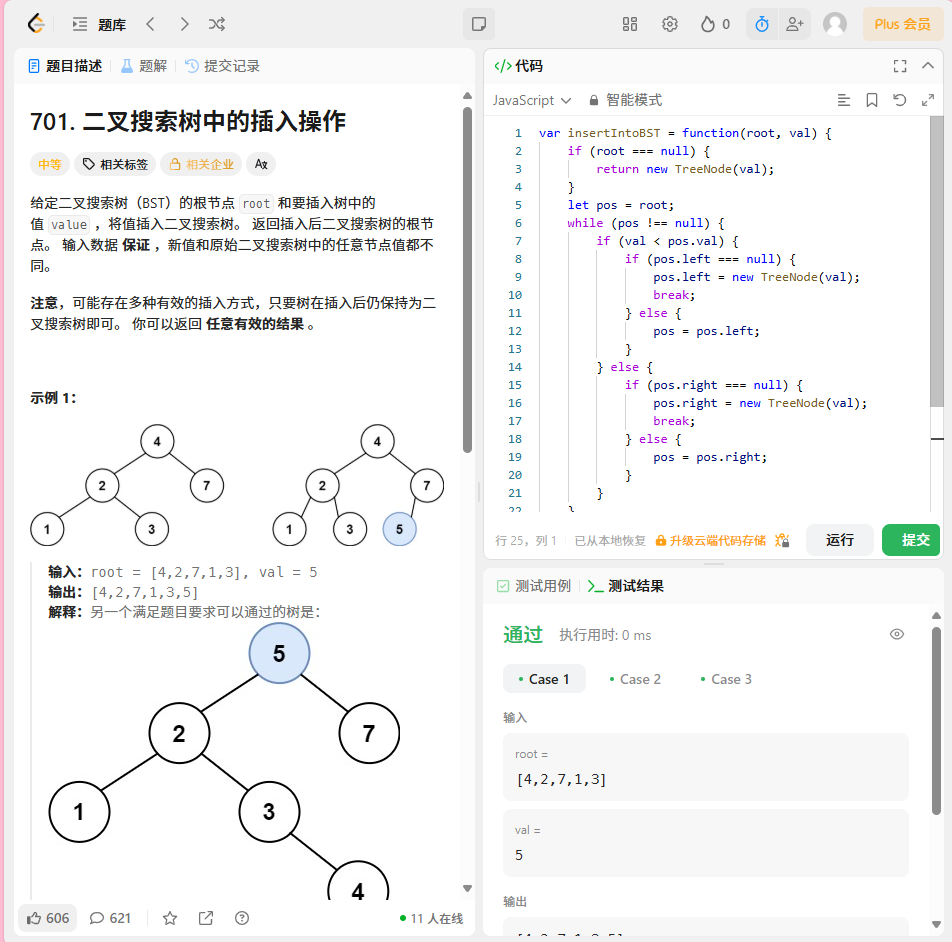 题库
0
Plus 会员
题目描述
题解
提交记录
701. 二叉搜索树中的插入操作
中等
相关标签
相关企业
给定二叉搜索树（BST）的根节点 root 和要插入树中的
值 value ，将值插入二叉搜索树。 返回插入后二叉搜索树的根节
点。 输入数据 保证 ，新值和原始二叉搜索树中的任意节点值都不
同。
注意，可能存在多种有效的插入方式，只要树在插入后仍保持为二
叉搜索树即可。 你可以返回 任意有效的结果 。
示例 1：
4
2
7
1
3
4
2
7
1
3
5
输入：root = [4,2,7,1,3], val = 5
输出：[4,2,7,1,3,5]
解释：另一个满足题目要求可以通过的树是：
5
2
7
1
3
4
606
621
11 人在线
</> 代码
JavaScript
智能模式
1 var insertIntoBST = function(root, val) {
2 if (root === null) {
3 return new TreeNode(val);
4 }
5 let pos = root;
6 while (pos !== null) {
7 if (val < pos.val) {
8 if (pos.left === null) {
9 pos.left = new TreeNode(val);
10 break;
11 } else {
12 pos = pos.left;
13 }
14 } else {
15 if (pos.right === null) {
16 pos.right = new TreeNode(val);
17 break;
18 } else {
19 pos = pos.right;
20 }
21 }
22 }
行 25，列 1
已从本地恢复
升级云端代码存储
运行
提交
测试用例
测试结果
通过
执行用时: 0 ms
Case 1
Case 2
Case 3
输入
root =
[4,2,7,1,3]
val =
5
输出
[4,2,7,1,3,5]